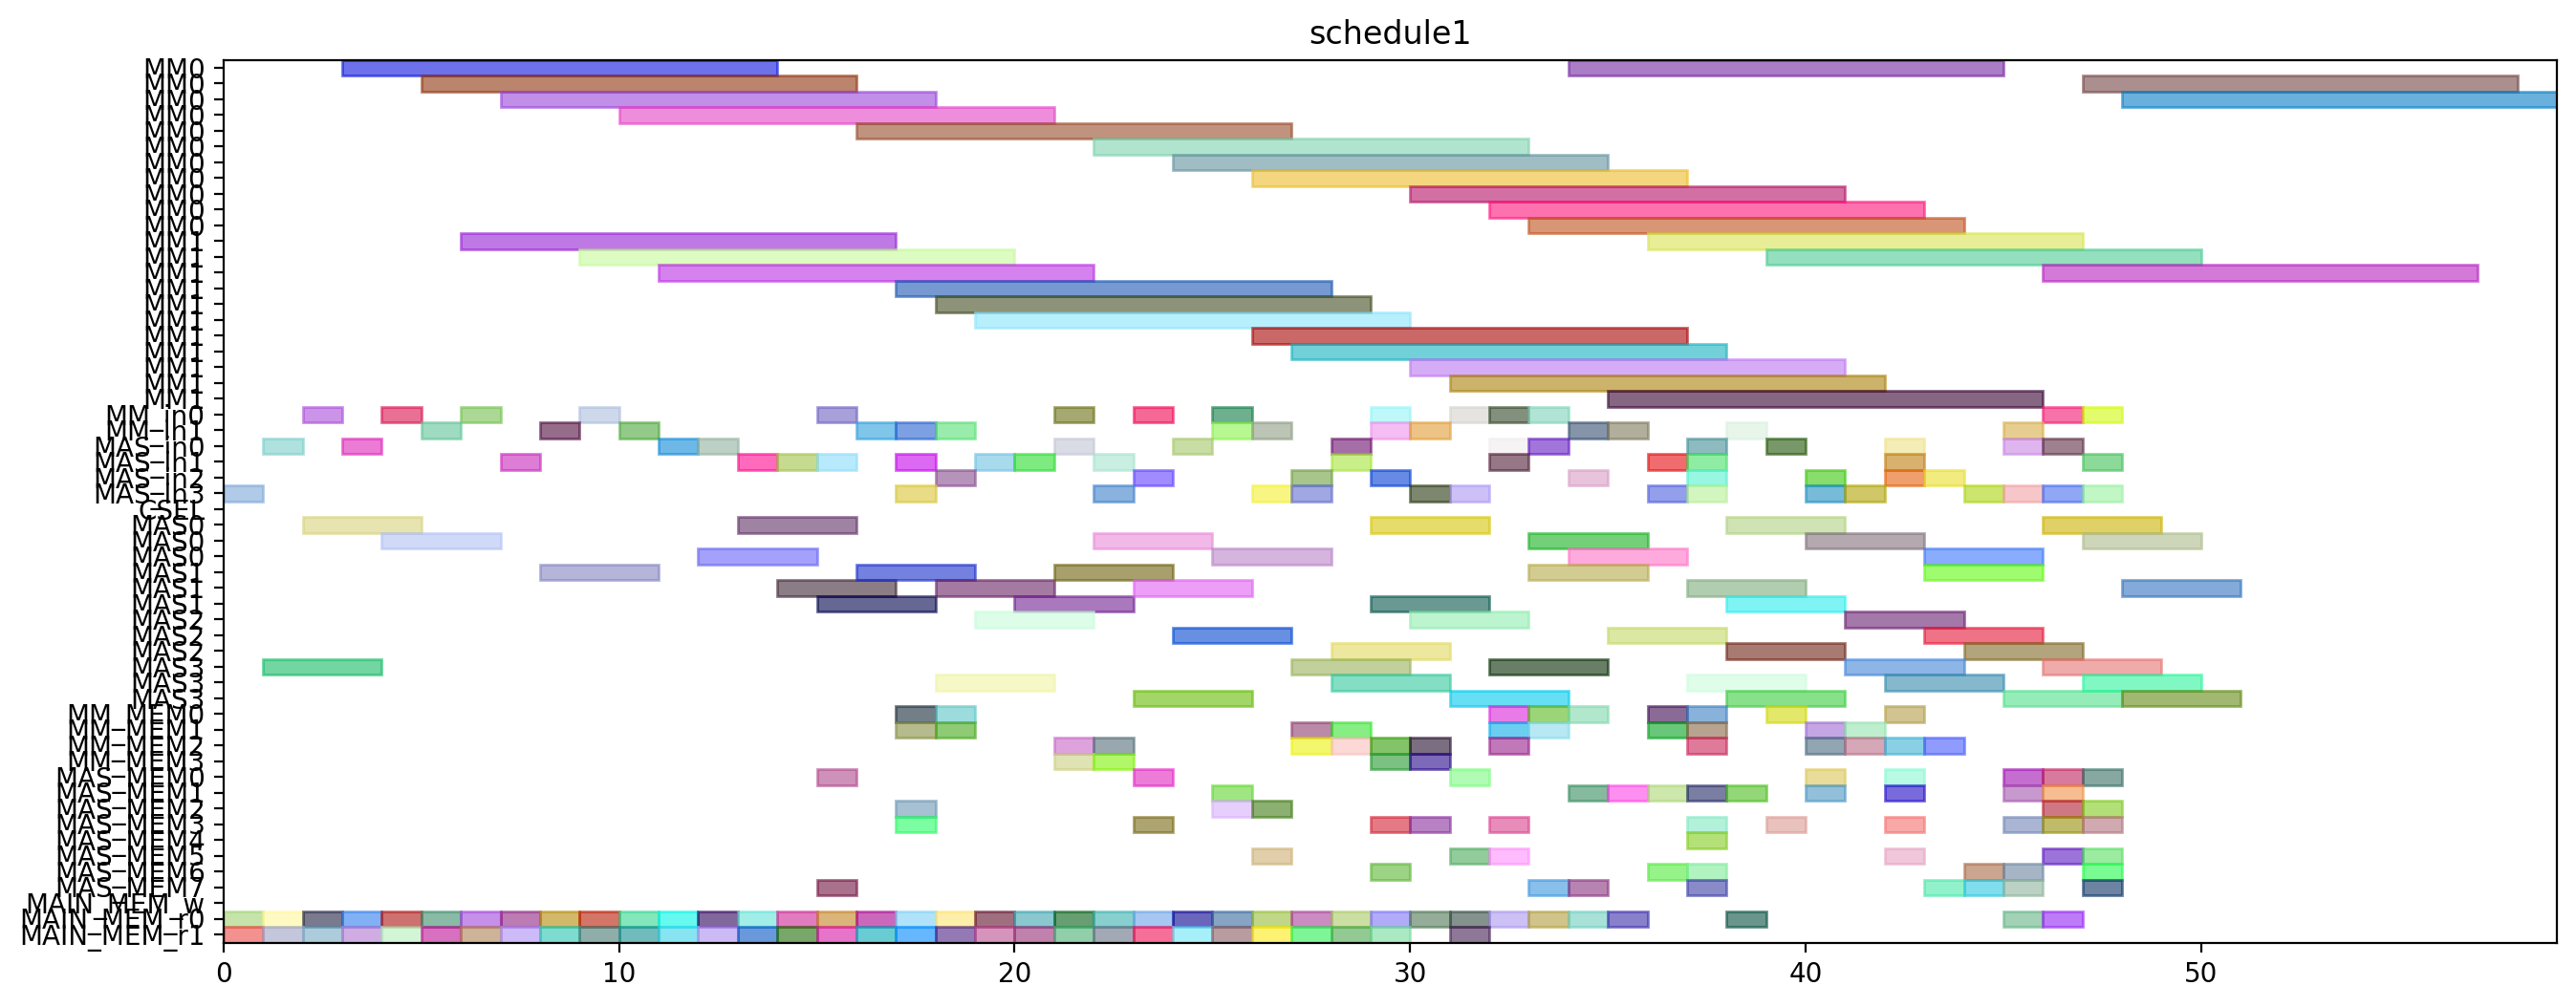 schedule1
MM0
MM0
MM0
MM0
MM0
MM0
MM0
MM0
MM0
MM0
MM0
MM1
MM1
MM1
MM1
MM1
MM1
MM1
MM1
MM1
MM1
MM1
MM_in0
MM_in1
MAS_in0
MAS_in1
MAS_in2
MAS_in3
CSEL
MAS0
MAS0
MAS0
MAS1
MAS1
MAS1
MAS2
MAS2
MAS2
MAS3
MAS3
MAS3
MM_MEM0
MM_MEM1
MM_MEM2
MM_MEM3
MAS_MEM0
MAS_MEM1
MAS_MEM2
MAS_MEM3
MAS_MEM4
MAS_MEM5
MAS_MEM6
MAS_MEM7
MAIN_MEM_w
MAIN_MEM_r0
MAIN_MEM_r1
0 10 20 30 40 50